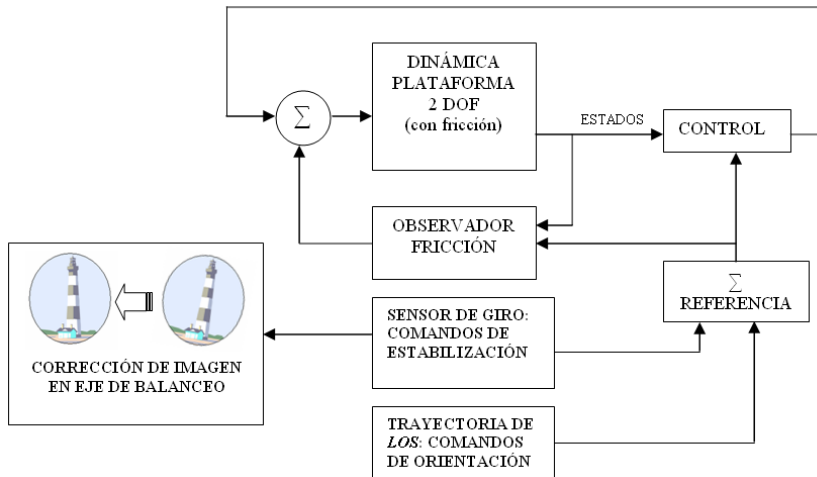 DINÁMICA
PLATAFORMA
2 DOF
(con fricción)
Σ
ESTADOS
CONTROL
OBSERVADOR
FRICCIÓN
Σ
REFERENCIA
SENSOR DE GIRO:
COMANDOS DE
ESTABILIZACIÓN
CORRECCIÓN DE IMAGEN
EN EJE DE BALANCEO
TRAYECTORIA DE
LOS: COMANDOS
DE ORIENTACIÓN